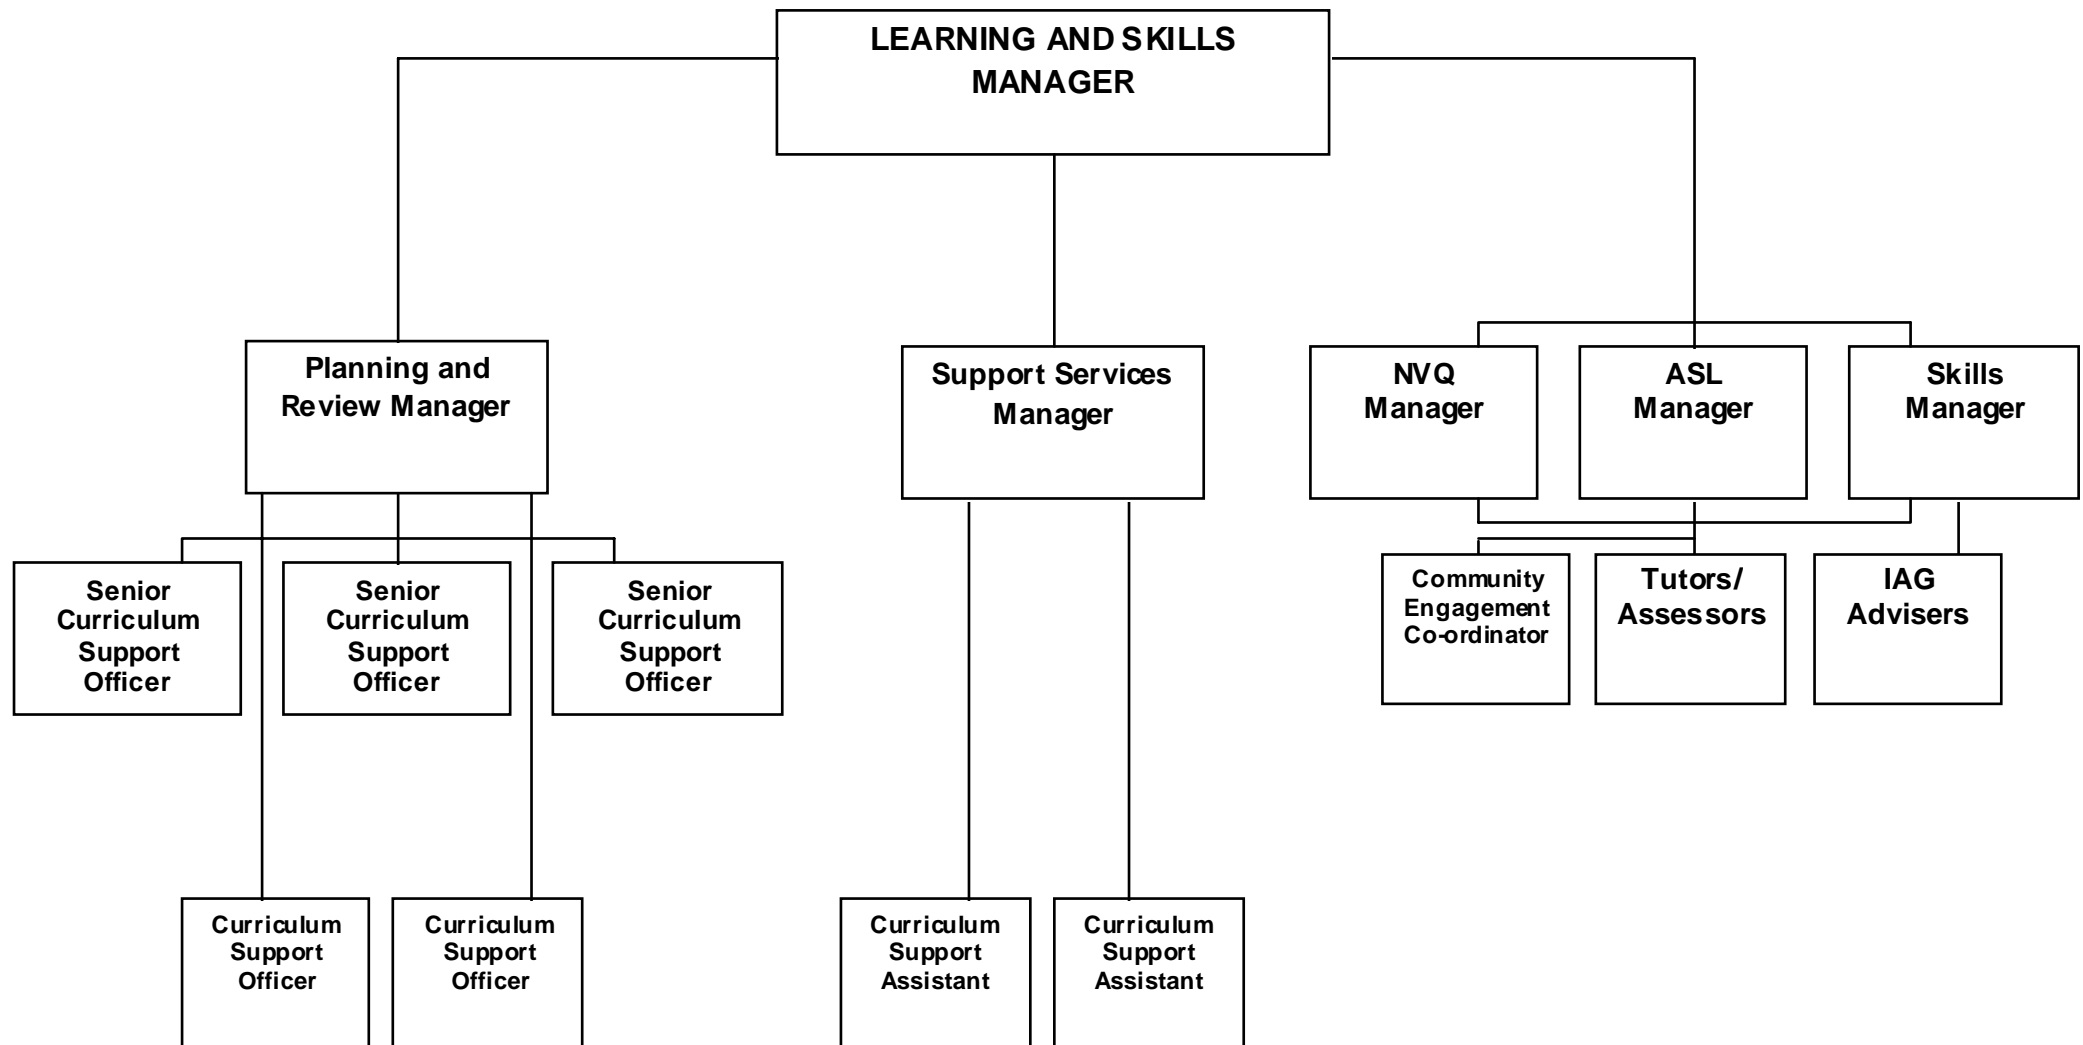 LEARNING AND SKILLS
MANAGER
Planning and
Review Manager
Support Services
Manager
NVQ
Manager
ASL
Manager
Skills
Manager
Senior
Curriculum
Support
Officer
Senior
Curriculum
Support
Officer
Senior
Curriculum
Support
Officer
Community
Engagement
Co-ordinator
Tutors/
Assessors
IAG
Advisers
Curriculum
Support
Officer
Curriculum
Support
Officer
Curriculum
Support
Assistant
Curriculum
Support
Assistant